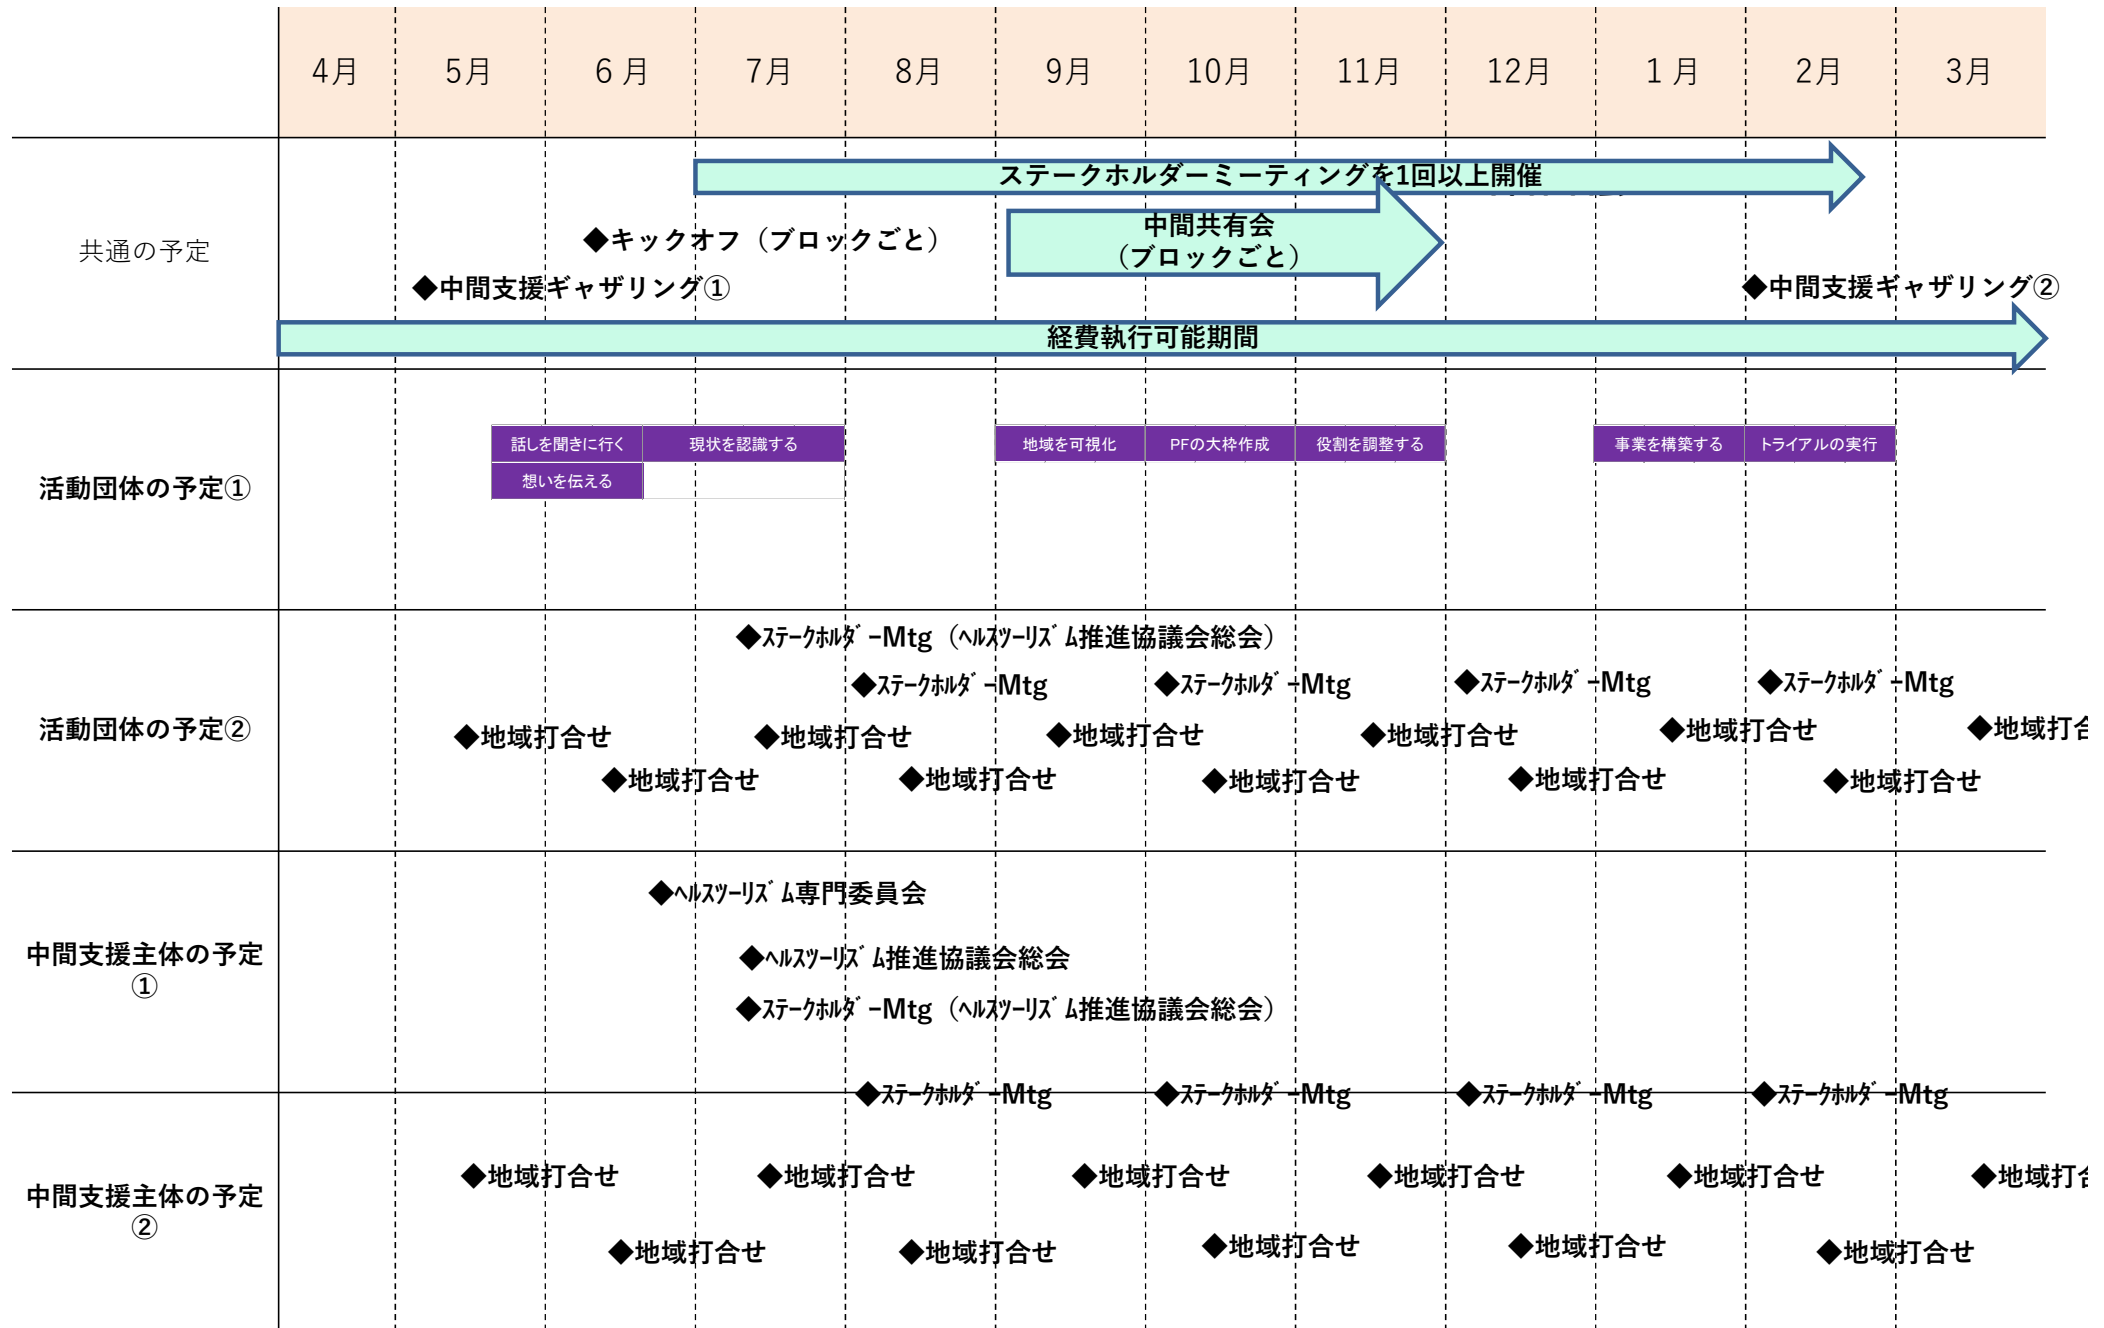 4月 5月 6月 7月 8月 9月 10月 11月 12月 1月 2月 3月
共通の予定
ステークホルダーミーティングを1回以上開催
中間共有会
（ブロックごと）
◆キックオフ（ブロックごと）
◆中間支援ギャザリング①
◆中間支援ギャザリング②
経費執行可能期間
活動団体の予定①
話しを聞きに行く 現状を認識する 地域を可視化 PFの大枠作成 役割を調整する 事業を構築する トライアルの実行
想いを伝える
活動団体の予定②
◆ｽﾃｰｸﾎﾙﾀﾞｰMtg（ﾍﾙｽﾂｰﾘｽﾞﾑ推進協議会総会）
◆ｽﾃｰｸﾎﾙﾀﾞｰMtg ◆ｽﾃｰｸﾎﾙﾀﾞｰMtg ◆ｽﾃｰｸﾎﾙﾀﾞｰMtg ◆ｽﾃｰｸﾎﾙﾀﾞｰMtg
◆地域打合せ ◆地域打合せ ◆地域打合せ ◆地域打合せ ◆地域打合せ ◆地域打合
◆地域打合せ ◆地域打合せ ◆地域打合せ ◆地域打合せ ◆地域打合せ
中間支援主体の予定
①
◆ﾍﾙｽﾂｰﾘｽﾞﾑ専門委員会
◆ﾍﾙｽﾂｰﾘｽﾞﾑ推進協議会総会
◆ｽﾃｰｸﾎﾙﾀﾞｰMtg（ﾍﾙｽﾂｰﾘｽﾞﾑ推進協議会総会）
◆ｽﾃｰｸﾎﾙﾀﾞｰMtg ◆ｽﾃｰｸﾎﾙﾀﾞｰMtg ◆ｽﾃｰｸﾎﾙﾀﾞｰMtg ◆ｽﾃｰｸﾎﾙﾀﾞｰMtg
中間支援主体の予定
②
◆地域打合せ ◆地域打合せ ◆地域打合せ ◆地域打合せ ◆地域打合せ ◆地域打合
◆地域打合せ ◆地域打合せ ◆地域打合せ ◆地域打合せ ◆地域打合せ